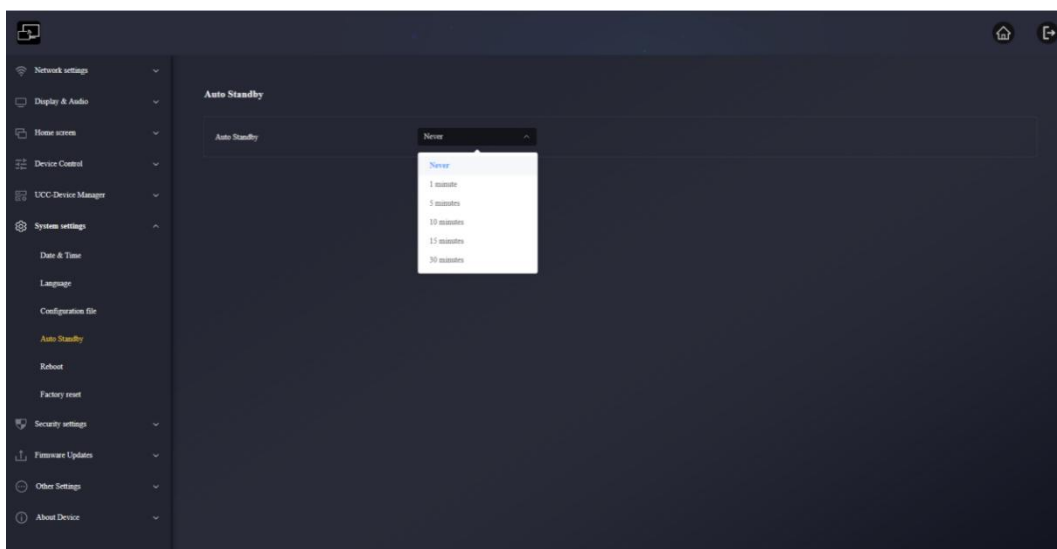 Network settings
Display & Audio
Home screen
Device Control
UCC-Device Manager
System settings
Date & Time
Language
Configuration file
Auto Standby
Reboot
Factory reset
Security settings
Firmware Updates
Other Settings
About Device
Auto Standby
Auto Standby
Never
Never
1 minute
5 minutes
10 minutes
15 minutes
30 minutes